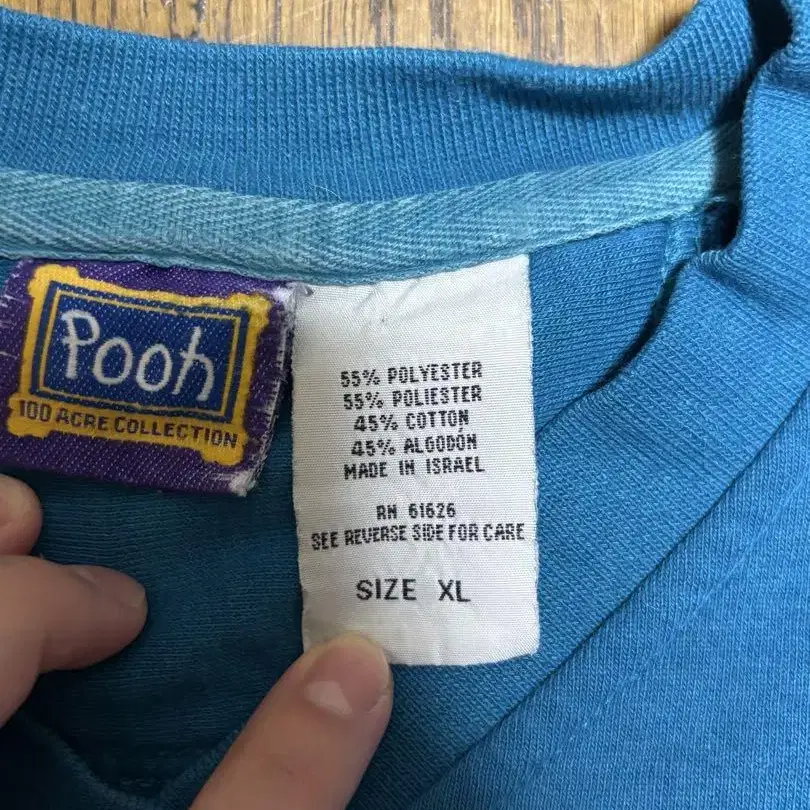 Pooh
100 ACRE COLLECTION
55% POLYESTER
55% POLIESTER
45% COTTON
45% ALGODÓN
MADE IN ISRAEL
RN 61626
SEE REVERSE SIDE FOR CARE
SIZE XL